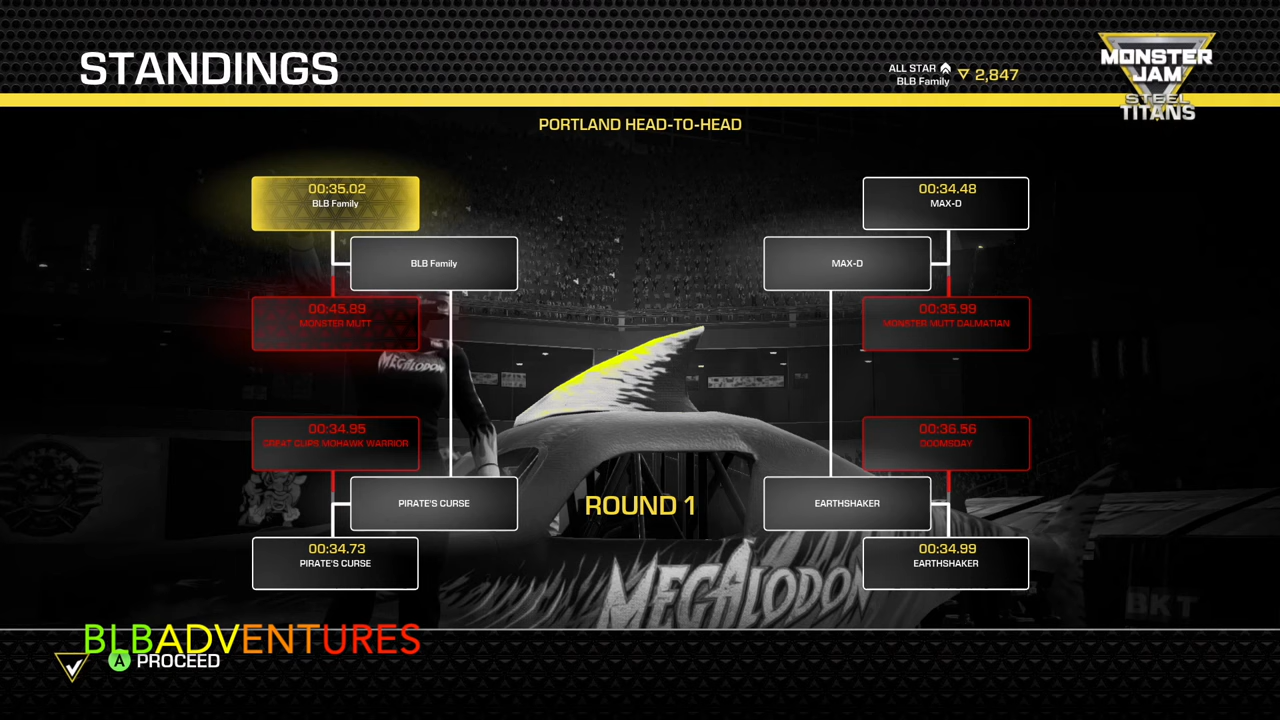 STANDINGS
ALL STAR
BLB Family
2,847
MONSTER
JAM
STEEL
TITANS
PORTLAND HEAD-TO-HEAD
00:35.02
BLB Family
00:34.48
MAX-D
BLB Family
MAX-D
00:45.89
MONSTER MUTT
00:35.99
MONSTER MUTT DALMATIAN
MEGALODON
00:34.95
GREAT CLIPS MOHAWK WARRIOR
00:36.56
DOOMSDAY
PIRATE'S CURSE
ROUND 1
EARTHSHAKER
00:34.73
PIRATE'S CURSE
00:34.99
EARTHSHAKER
MEGALODON
BKT
BLBADVENTURES
A PROCEED